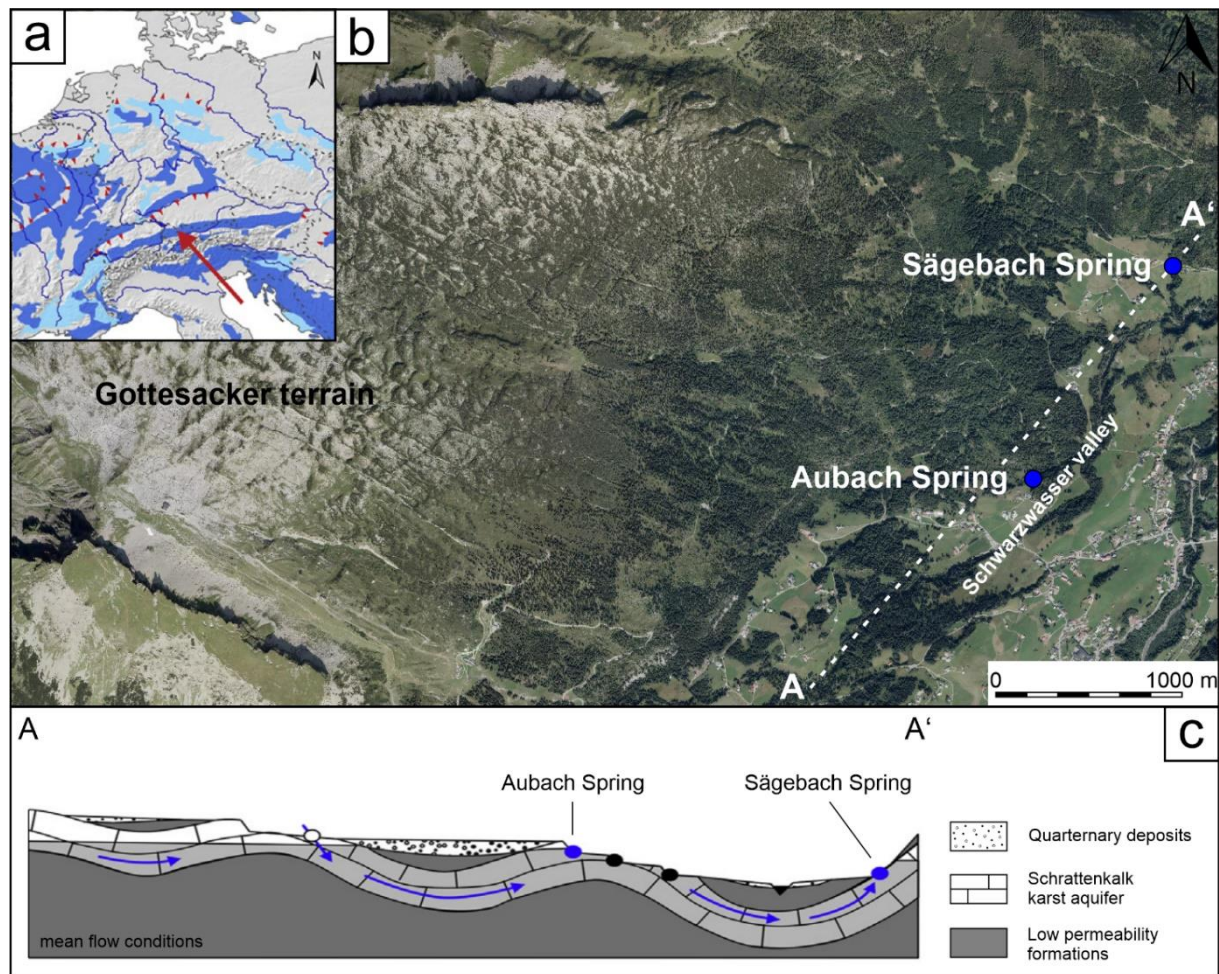 a
N
b
N
A‘
Sägebach Spring
Gottesacker terrain
Aubach Spring
Schwarzwasser valley
A
0 1000 m
A
A‘
c
Aubach Spring
Sägebach Spring
Quarternary deposits
Schrattenkalk
karst aquifer
Low permeability
formations
mean flow conditions